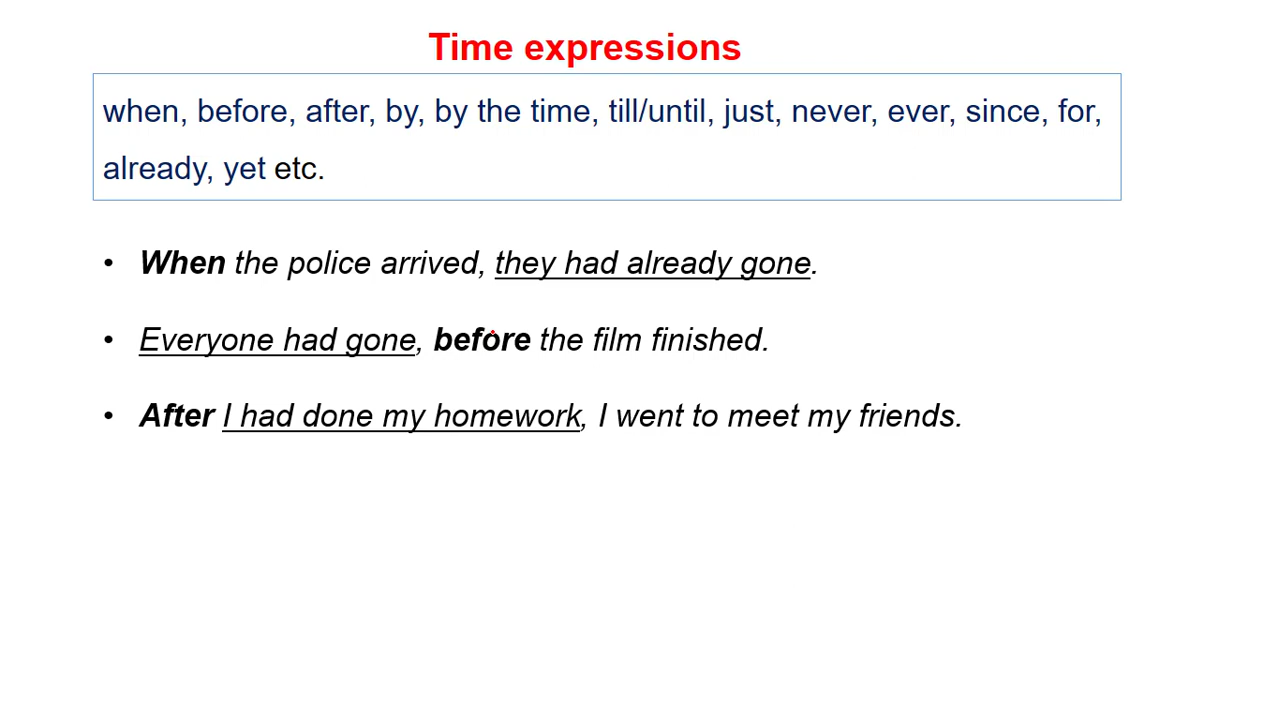 Time expressions
when, before, after, by, by the time, till/until, just, never, ever, since, for,
already, yet etc.
• When the police arrived, they had already gone.
• Everyone had gone, before the film finished.
• After I had done my homework, I went to meet my friends.